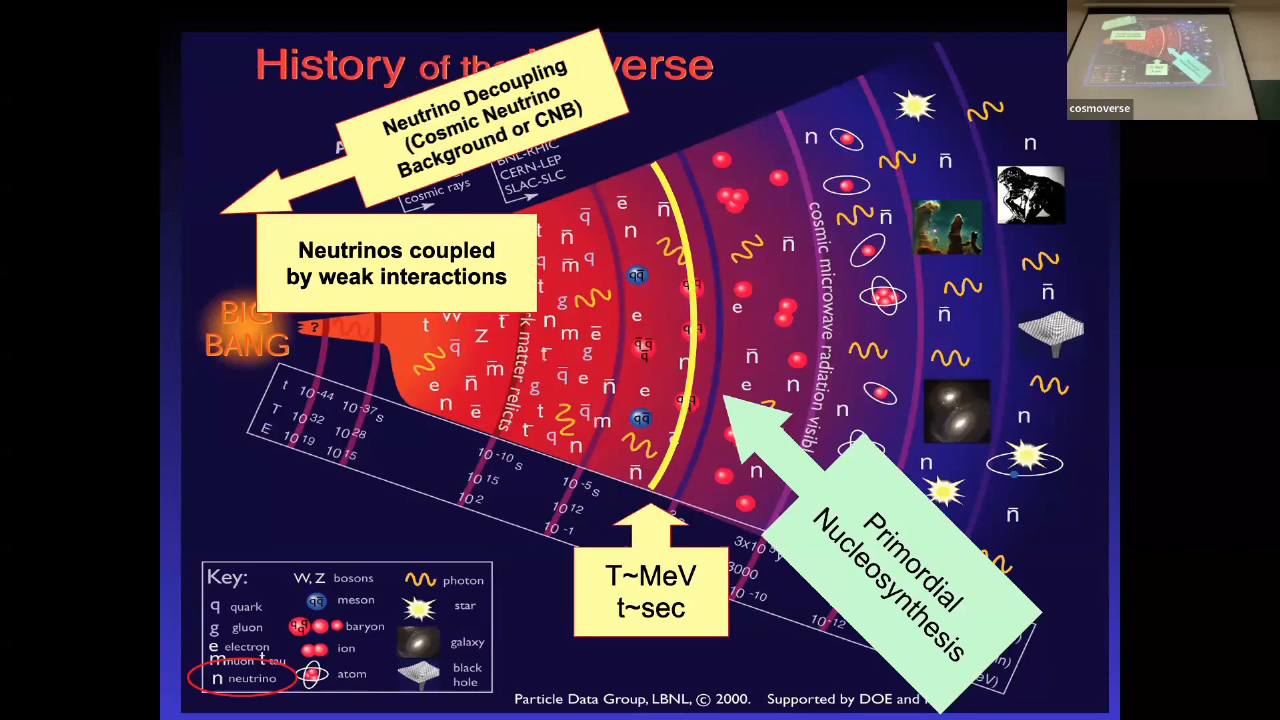 History of the verse
Neutrino Decoupling
(Cosmic Neutrino
Background or CNB)
cosmic rays
BNL-RHIC
CERN-LEP
SLAC-SLC
Neutrinos coupled
by weak interactions
BIG
BANG
?
cosmic microwave radiation visible
matter relicts
t 10-44 10-37s
T 10 32 10 28
E 10 19 10 15
10-10 s
10 15
10 2
10-5 s
10 12
10 -1
3000
10 -10
10-12
T~MeV
t~sec
Primordial
Nucleosynthesis
Key:
W, Z bosons
photon
q quark
meson
star
g gluon
baryon
e electron
ion
galaxy
m muon t tau
n neutrino
atom
black
hole
Particle Data Group, LBNL, © 2000. Supported by DOE and
cosmoverse